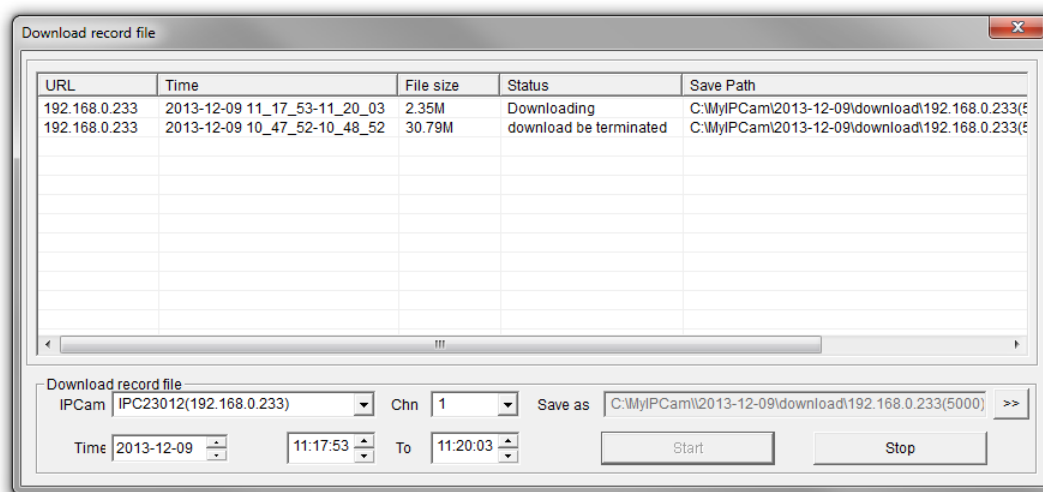 Download record file
URL Time File size Status Save Path
192.168.0.233 2013-12-09 11_17_53-11_20_03 2.35M Downloading C:\MyIPCam\2013-12-09\download\192.168.0.233(5
192.168.0.233 2013-12-09 10_47_52-10_48_52 30.79M download be terminated C:\MyIPCam\2013-12-09\download\192.168.0.233(5
Download record file
IPCam IPC23012(192.168.0.233) Chn 1 Save as C:\MyIPCam\\2013-12-09\download\192.168.0.233(5000) >>
Time 2013-12-09 11:17:53 To 11:20:03 Start Stop